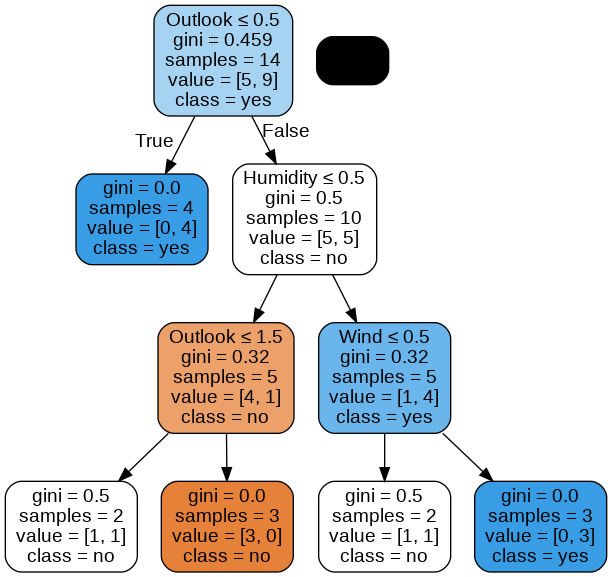 Outlook ≤ 0.5
gini = 0.459
samples = 14
value = [5, 9]
class = yes
True
False
gini = 0.0
samples = 4
value = [0, 4]
class = yes
Humidity ≤ 0.5
gini = 0.5
samples = 10
value = [5, 5]
class = no
Outlook ≤ 1.5
gini = 0.32
samples = 5
value = [4, 1]
class = no
Wind ≤ 0.5
gini = 0.32
samples = 5
value = [1, 4]
class = yes
gini = 0.5
samples = 2
value = [1, 1]
class = no
gini = 0.0
samples = 3
value = [3, 0]
class = no
gini = 0.5
samples = 2
value = [1, 1]
class = no
gini = 0.0
samples = 3
value = [0, 3]
class = yes